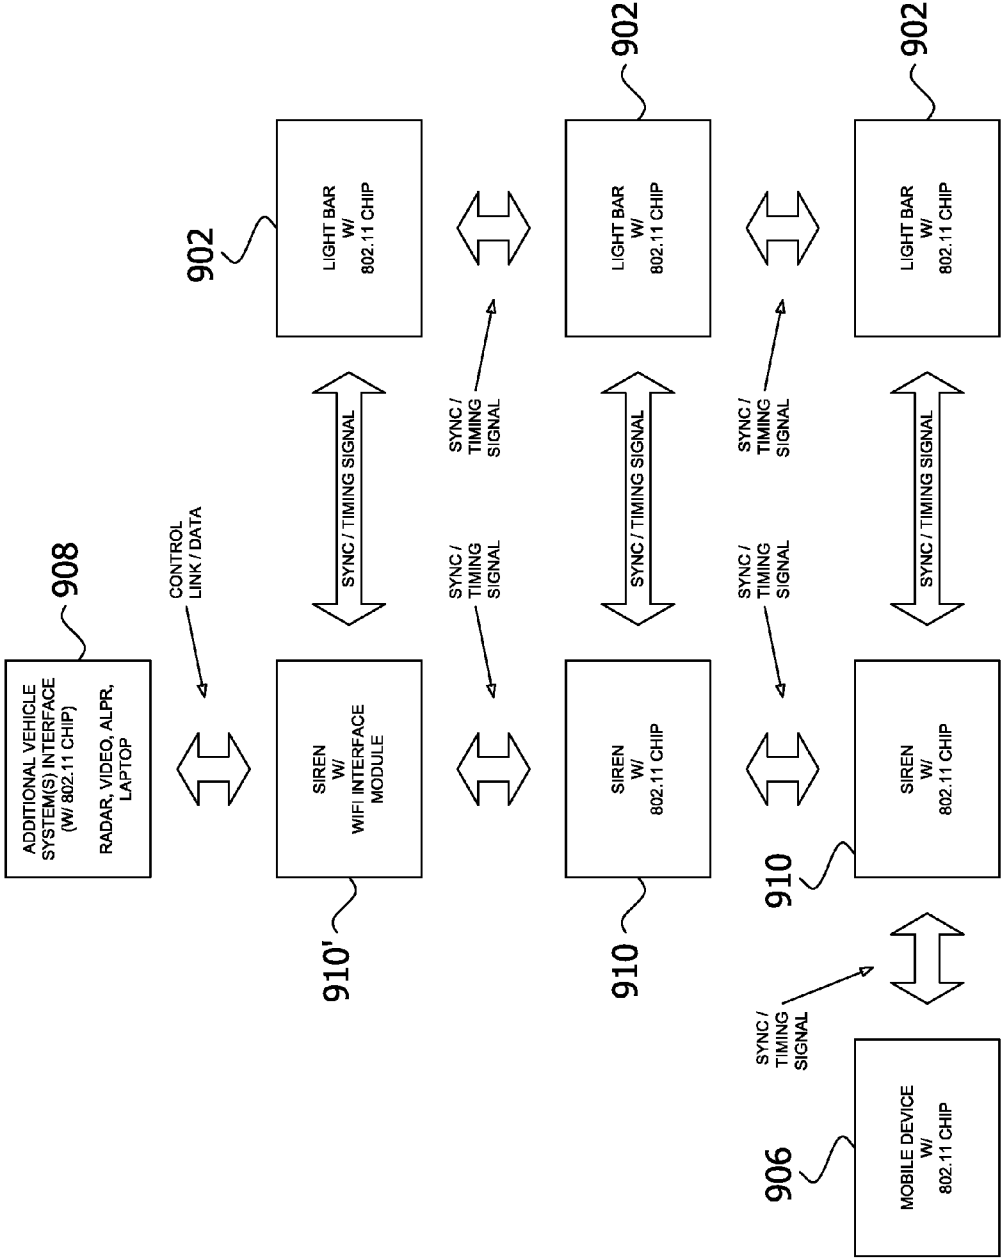 ADDITIONAL VEHICLE
SYSTEM(S) INTERFACE
(W/ 802.11 CHIP)
RADAR, VIDEO, ALPR,
LAPTOP
908
CONTROL
LINK / DATA
902
SIREN
W/
WIFI INTERFACE
MODULE
910'
SYNC / TIMING SIGNAL
LIGHT BAR
W/
802.11 CHIP
SYNC /
TIMING
SIGNAL
SYNC /
TIMING
SIGNAL
902
SIREN
W/
802.11 CHIP
910
SYNC / TIMING SIGNAL
LIGHT BAR
W/
802.11 CHIP
SYNC /
TIMING
SIGNAL
910
SYNC /
TIMING
SIGNAL
SYNC /
TIMING
SIGNAL
902
906
MOBILE DEVICE
W/
802.11 CHIP
SIREN
W/
802.11 CHIP
SYNC / TIMING SIGNAL
LIGHT BAR
W/
802.11 CHIP